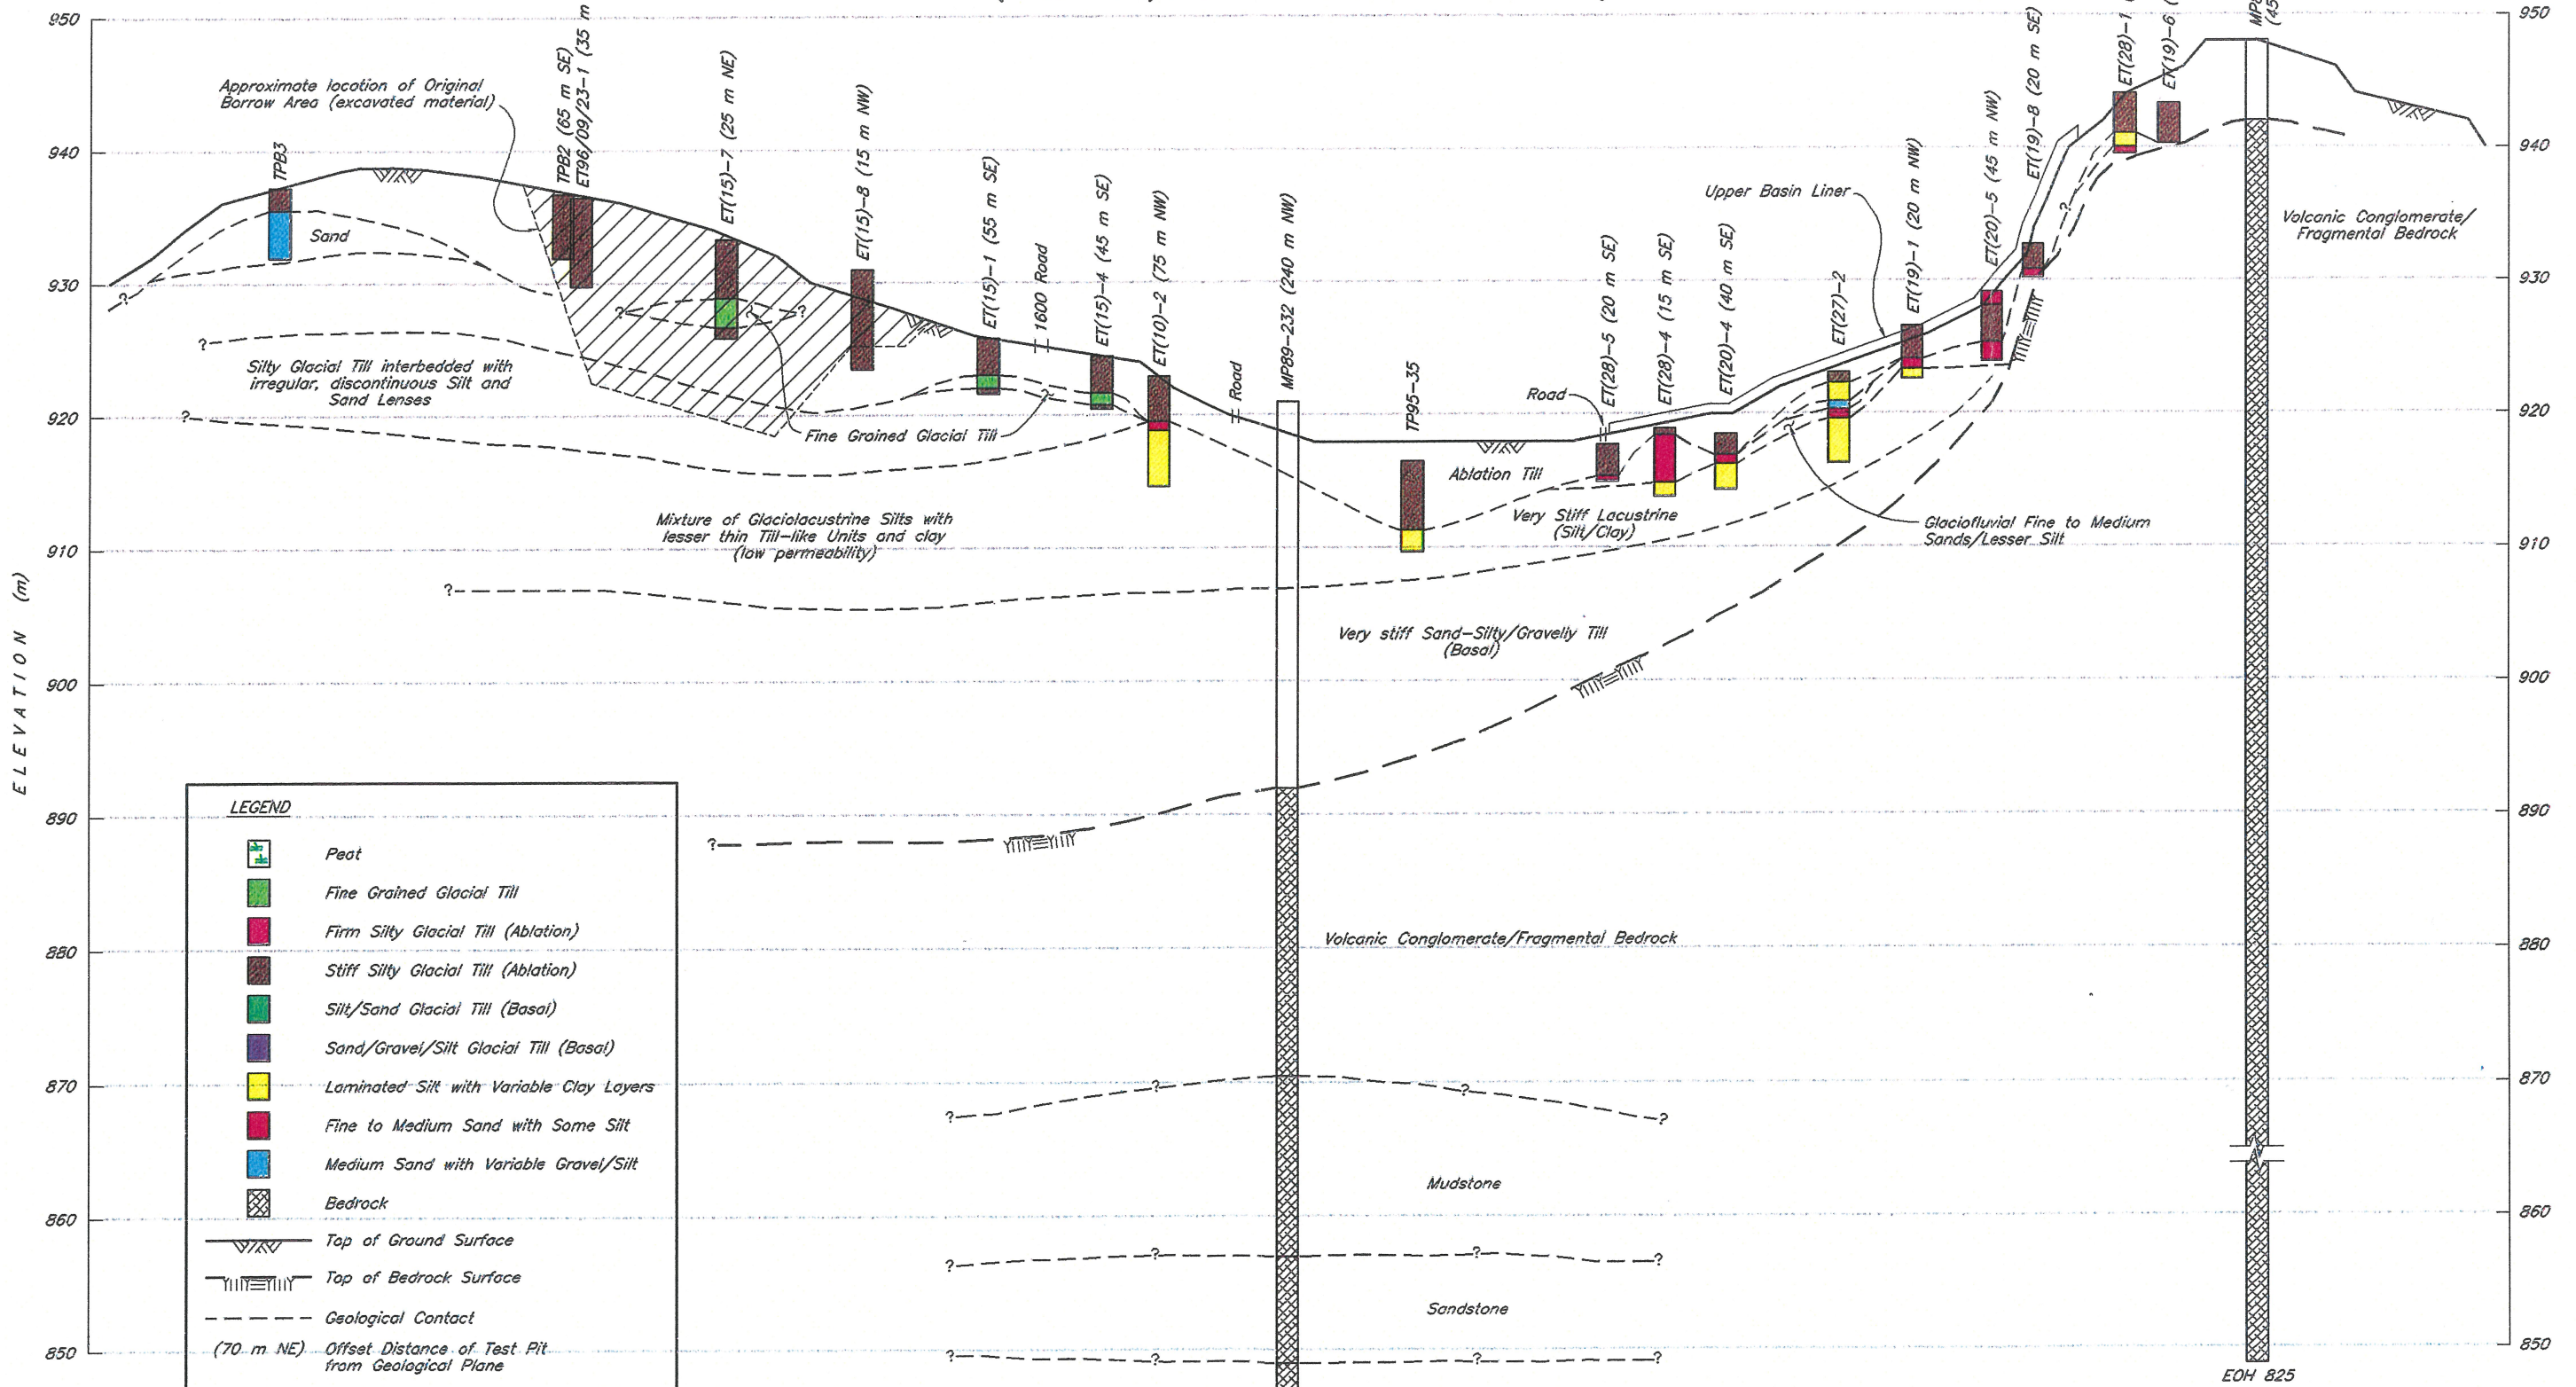 950
950
940
940
930
930
920
920
910
910
900
900
890
890
880
880
870
870
860
860
850
850
ELEVATION (m)
Approximate location of Original
Borrow Area (excavated material)
TPB3
TPB2 (65 m SE)
ET96/09/23-1 (35 m
ET(15)-7 (25 m NE)
ET(15)-8 (15 m NW)
ET(15)-1 (55 m SE)
1600 Road
ET(15)-4 (45 m SE)
ET(10)-2 (75 m NW)
Road
MP89-232 (240 m NW)
TP95-35
Road
ET(28)-5 (20 m SE)
ET(28)-4 (15 m SE)
ET(20)-4 (40 m SE)
ET(27)-2
Upper Basin Liner
ET(19)-1 (20 m NW)
ET(20)-5 (45 m NW)
ET(19)-8 (20 m SE)
ET(28)-1
ET(19)-6
Sand
?
?
?
?
?
?
?
Silty Glacial Till interbedded with
irregular, discontinuous Silt and
Sand Lenses
Fine Grained Glacial Till
Ablation Till
Very Stiff Lacustrine
(Silt/Clay)
Glaciofluvial Fine to Medium
Sands/Lesser Silt
Volcanic Conglomerate/
Fragmental Bedrock
?
?
Mixture of Glaciolacustrine Silts with
lesser thin Till-like Units and clay
(low permeability)
?
Very stiff Sand-Silty/Gravelly Till
(Basal)
?
Volcanic Conglomerate/Fragmental Bedrock
?
?
?
?
Mudstone
?
?
?
?
Sandstone
?
?
?
?
EOH 825
LEGEND
Peat
Fine Grained Glacial Till
Firm Silty Glacial Till (Ablation)
Stiff Silty Glacial Till (Ablation)
Silt/Sand Glacial Till (Basal)
Sand/Gravel/Silt Glacial Till (Basal)
Laminated Silt with Variable Clay Layers
Fine to Medium Sand with Some Silt
Medium Sand with Variable Gravel/Silt
Bedrock
Top of Ground Surface
Top of Bedrock Surface
Geological Contact
(70 m NE) Offset Distance of Test Pit
from Geological Plane